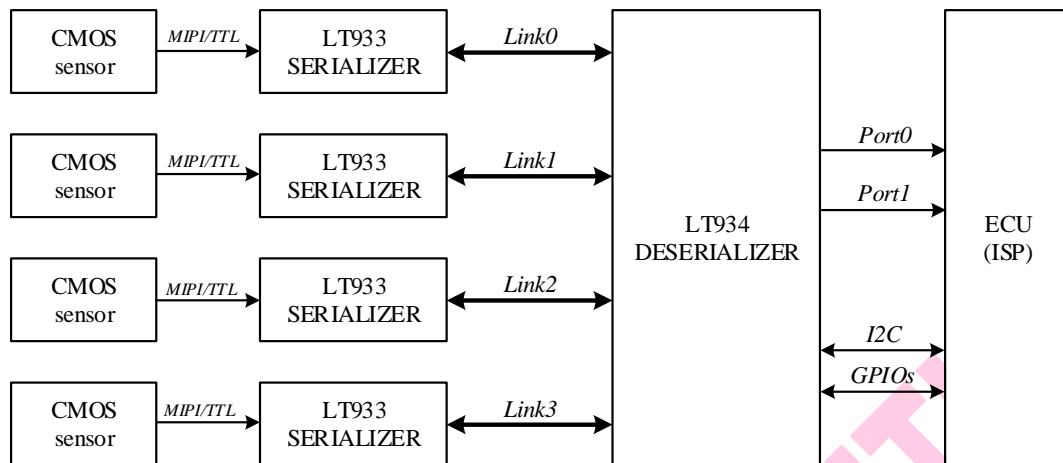 CMOS
sensor
MIPI/TTL
LT933
SERIALIZER
Link0
CMOS
sensor
MIPI/TTL
LT933
SERIALIZER
Link1
CMOS
sensor
MIPI/TTL
LT933
SERIALIZER
Link2
CMOS
sensor
MIPI/TTL
LT933
SERIALIZER
Link3
LT934
DESERIALIZER
Port0
Port1
I2C
GPIOs
ECU
(ISP)